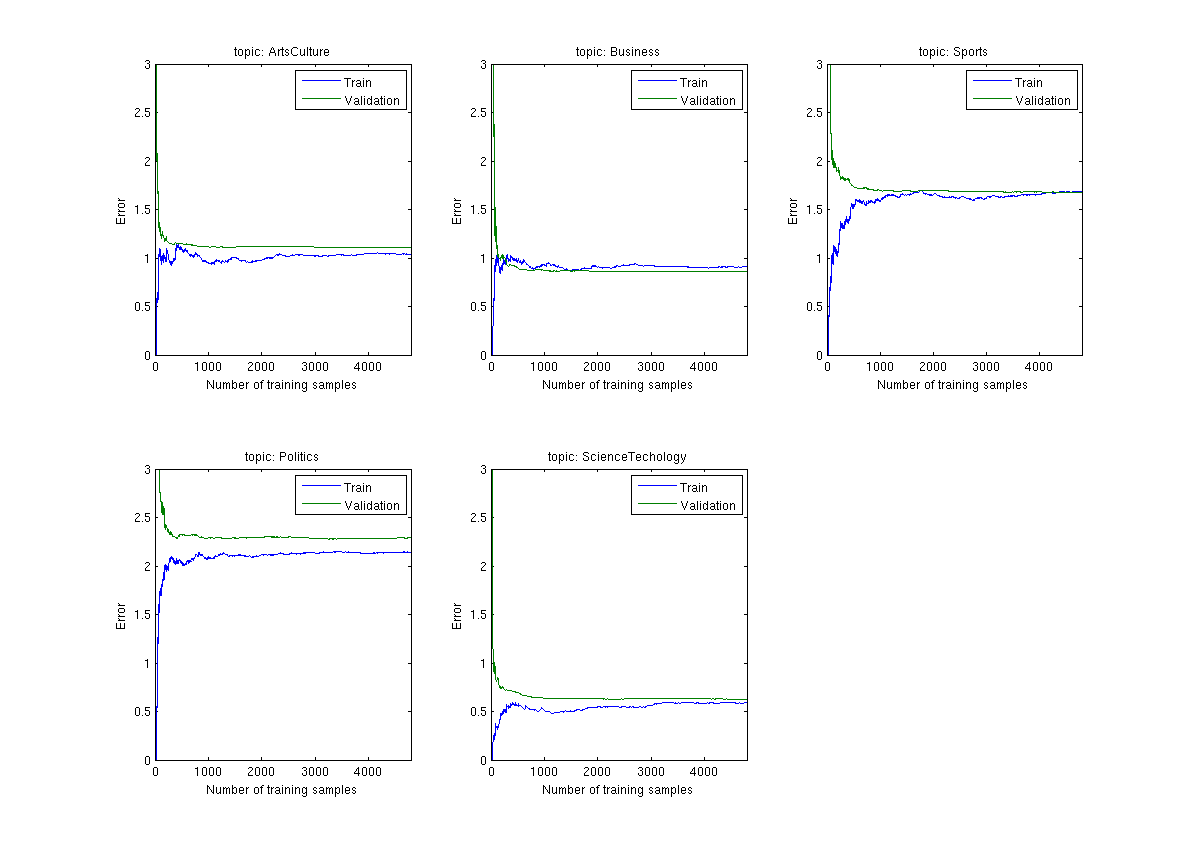 topic: ArtsCulture
3
2.5
2
1.5
1
0.5
0
Error
Train
Validation
0 1000 2000 3000 4000
Number of training samples
topic: Business
3
2.5
2
1.5
1
0.5
0
Error
Train
Validation
0 1000 2000 3000 4000
Number of training samples
topic: Sports
3
2.5
2
1.5
1
0.5
0
Error
Train
Validation
0 1000 2000 3000 4000
Number of training samples
topic: Politics
3
2.5
2
1.5
1
0.5
0
Error
Train
Validation
0 1000 2000 3000 4000
Number of training samples
topic: ScienceTechology
3
2.5
2
1.5
1
0.5
0
Error
Train
Validation
0 1000 2000 3000 4000
Number of training samples